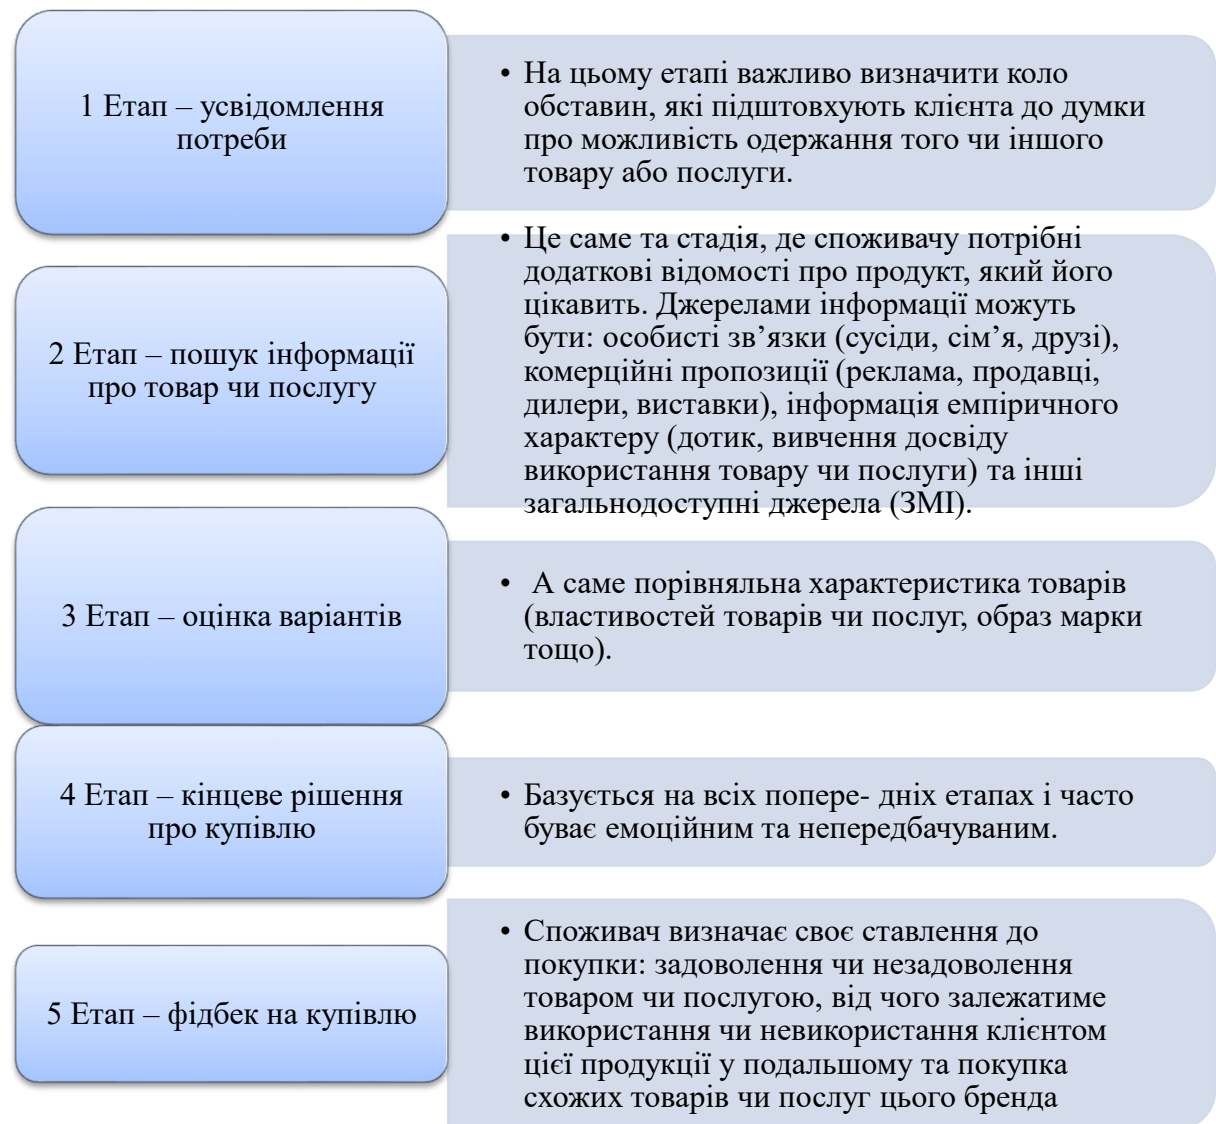 1 Етап – усвідомлення
потреби
• На цьому етапі важливо визначити коло
обставин, які підштовхують клієнта до думки
про можливість одержання того чи іншого
товару або послуги.
2 Етап – пошук інформації
про товар чи послугу
• Це саме та стадія, де споживачу потрібні
додаткові відомості про продукт, який його
цікавить. Джерелами інформації можуть
бути: особисті зв’язки (сусіди, сім’я, друзі),
комерційні пропозиції (реклама, продавці,
дилери, виставки), інформація емпіричного
характеру (дотик, вивчення досвіду
використання товару чи послуги) та інші
загальнодоступні джерела (ЗМІ).
3 Етап – оцінка варіантів
• А саме порівняльна характеристика товарів
(властивостей товарів чи послуг, образ марки
тощо).
4 Етап – кінцеве рішення
про купівлю
• Базується на всіх попере- дніх етапах і часто
буває емоційним та непередбачуваним.
5 Етап – фідбек на купівлю
• Споживач визначає своє ставлення до
покупки: задоволення чи незадоволення
товаром чи послугою, від чого залежатиме
використання чи невикористання клієнтом
цієї продукції у подальшому та покупка
схожих товарів чи послуг цього бренда